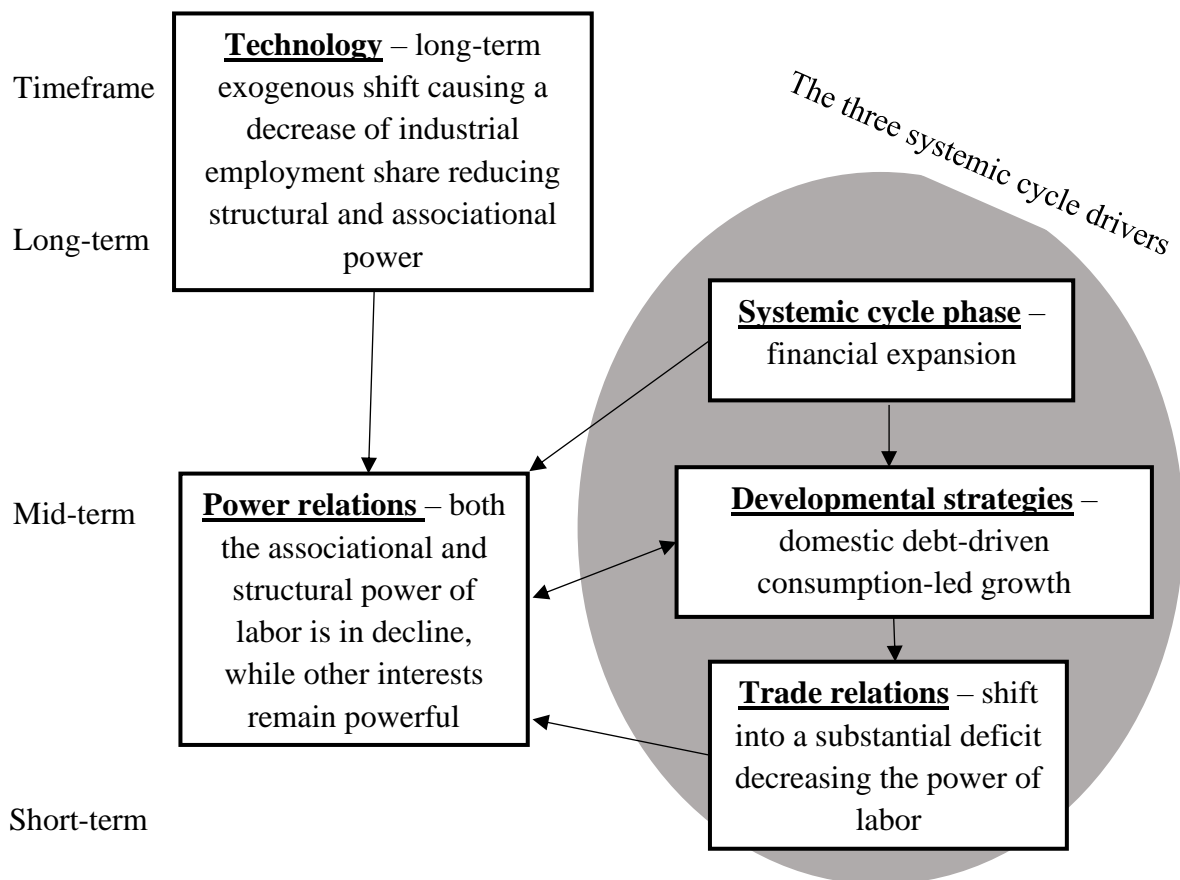 Timeframe
Long-term
Mid-term
Short-term
Technology – long-
term exogenous shift causing a
decrease of industrial
employment share reducing
structural and associational
power
The three systemic cycle drivers
Systemic cycle phase –
financial expansion
Power relations – both
the associational and
structural power of
labor is in decline,
while other interests
remain powerful
Developmental strategies –
domestic debt-driven
consumption-led growth
Trade relations – shift
into a substantial deficit
decreasing the power of
labor